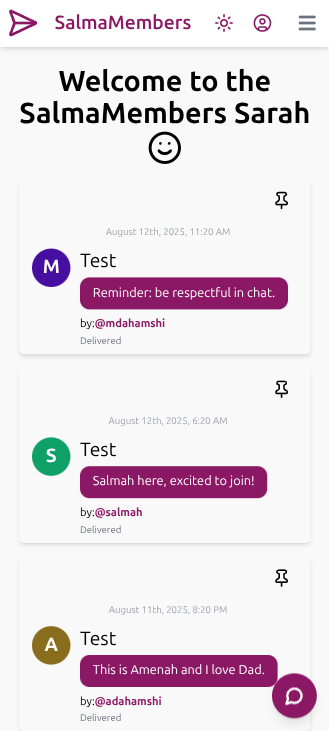 SalmaMembers
Welcome to the
SalmaMembers Sarah
August 12th, 2025, 11:20 AM
M
Test
Reminder: be respectful in chat.
by:@mdahamshi
Delivered
August 12th, 2025, 6:20 AM
S
Test
Salmah here, excited to join!
by:@salmah
Delivered
August 11th, 2025, 8:20 PM
A
Test
This is Amenah and I love Dad.
by:@adahamshi
Delivered